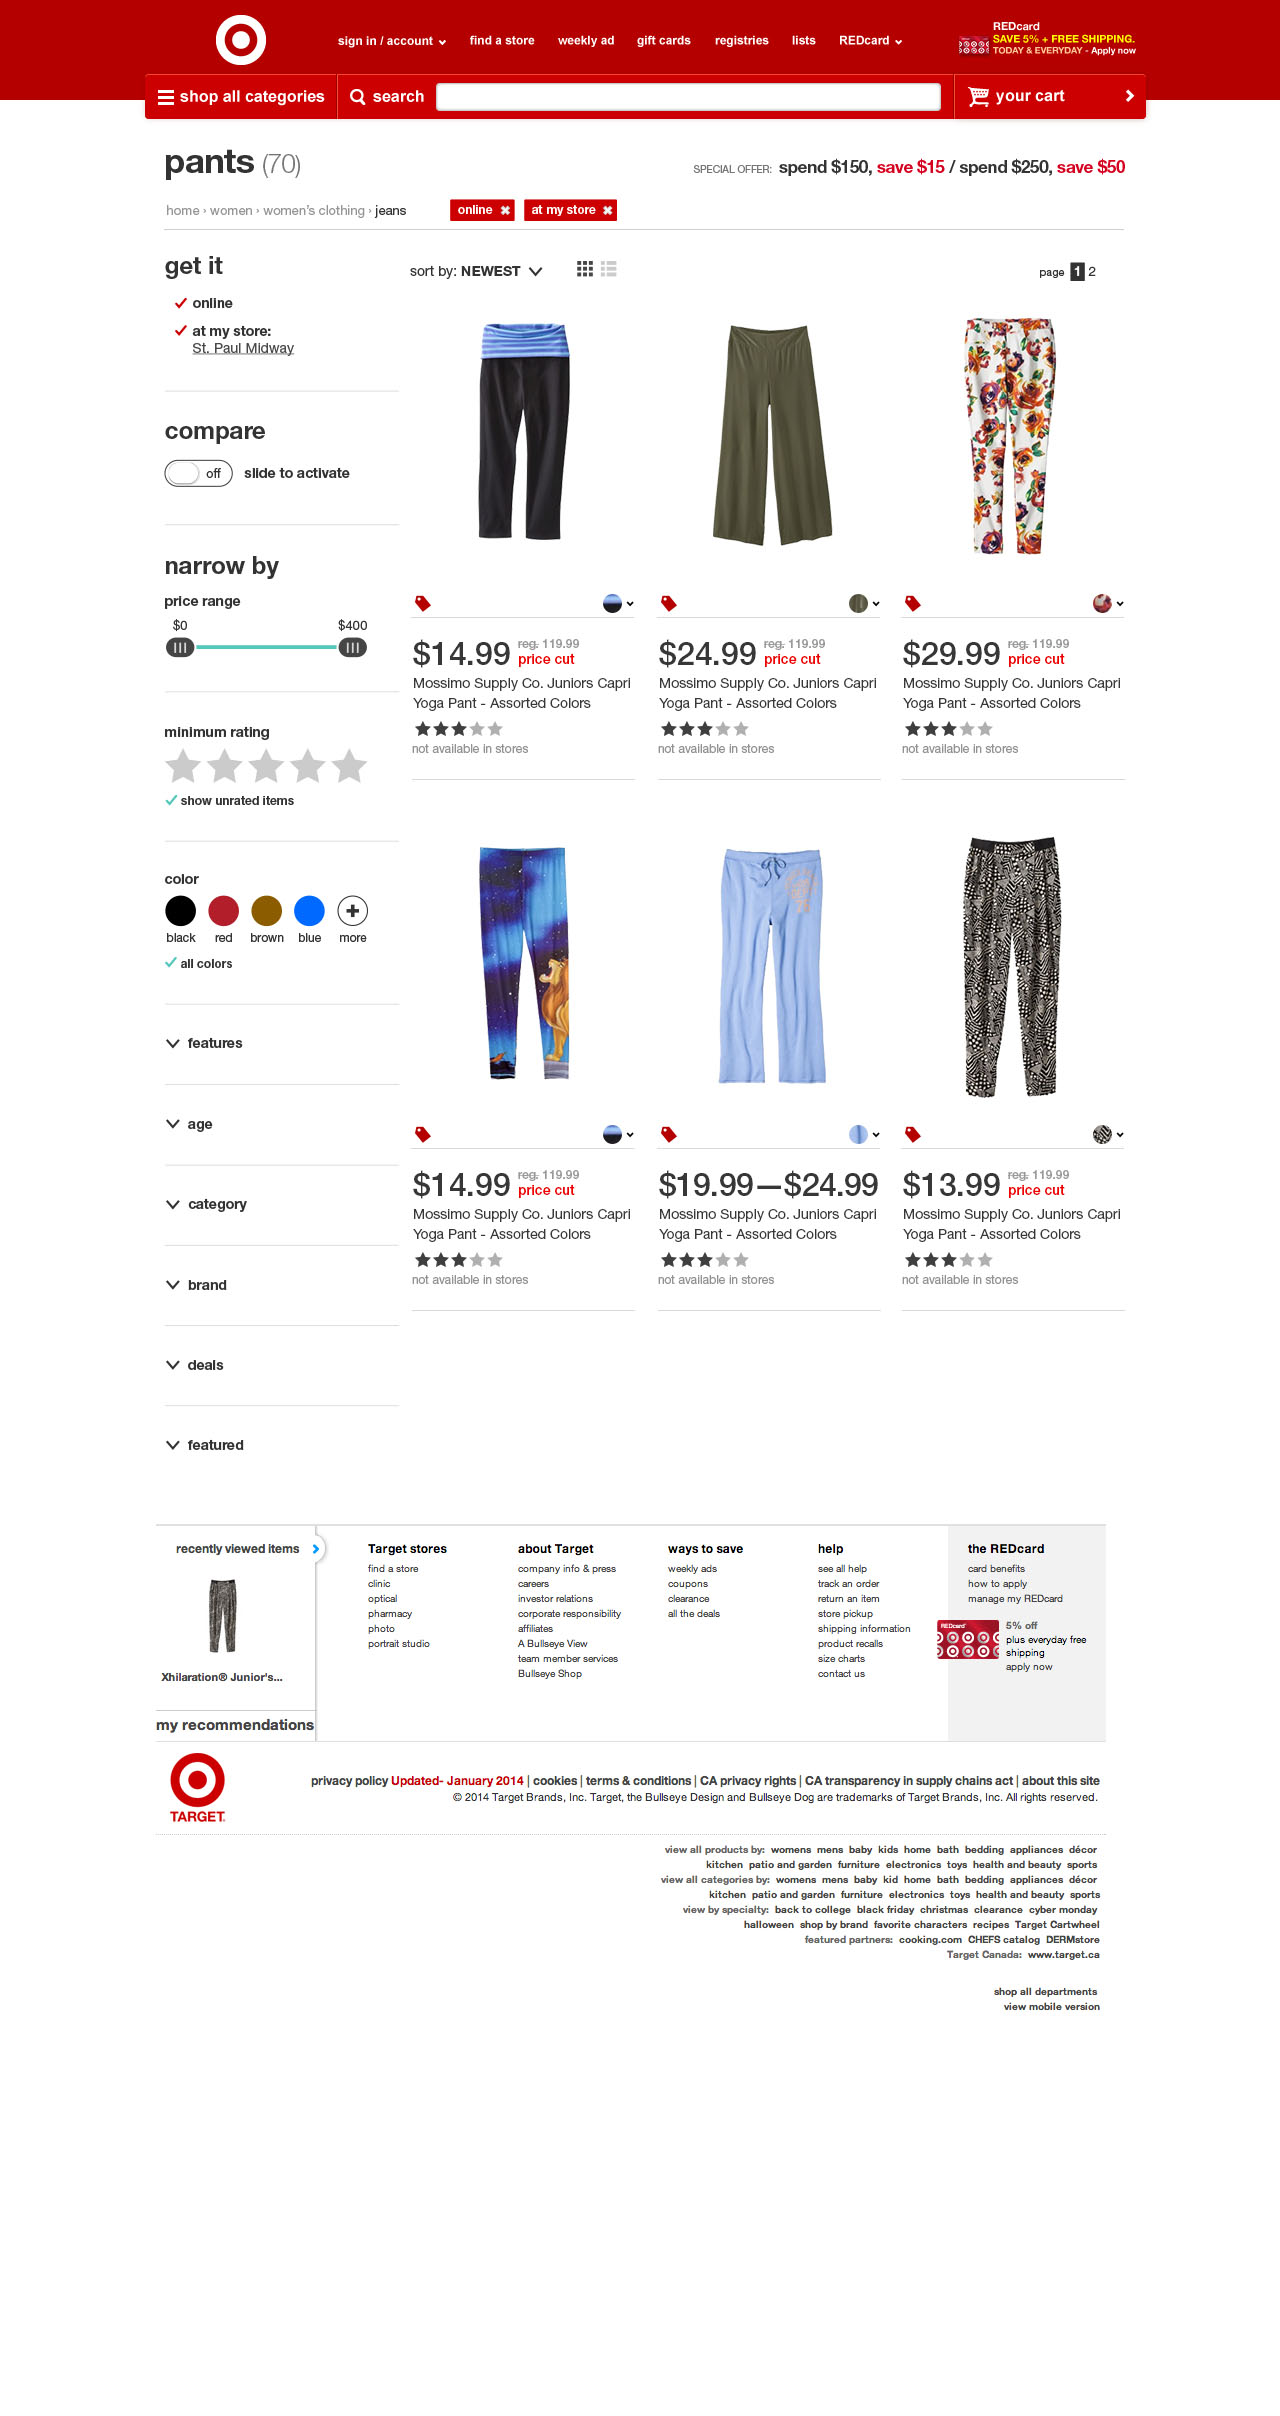 sign in / account
find a store
weekly ad
gift cards
registries
lists
REDcard
REDcard
SAVE 5% + FREE SHIPPING.
TODAY & EVERYDAY - Apply now
shop all categories
search
your cart
pants (70)
SPECIAL OFFER: spend $150, save $15 / spend $250, save $50
home › women › women's clothing › jeans
online ✖
at my store ✖
get it
online
at my store:
St. Paul Midway
compare
off
slide to activate
narrow by
price range
$0
$400
minimum rating
show unrated items
color
black
red
brown
blue
more
all colors
features
age
category
brand
deals
featured
sort by: NEWEST
page 1 2
$14.99 reg. 119.99
price cut
Mossimo Supply Co. Juniors Capri
Yoga Pant - Assorted Colors
not available in stores
$24.99 reg. 119.99
price cut
Mossimo Supply Co. Juniors Capri
Yoga Pant - Assorted Colors
not available in stores
$29.99 reg. 119.99
price cut
Mossimo Supply Co. Juniors Capri
Yoga Pant - Assorted Colors
not available in stores
$14.99 reg. 119.99
price cut
Mossimo Supply Co. Juniors Capri
Yoga Pant - Assorted Colors
not available in stores
$19.99—$24.99
Mossimo Supply Co. Juniors Capri
Yoga Pant - Assorted Colors
not available in stores
$13.99 reg. 119.99
price cut
Mossimo Supply Co. Juniors Capri
Yoga Pant - Assorted Colors
not available in stores
recently viewed items
Xhilaration® Junior's...
my recommendations
Target stores
find a store
clinic
optical
pharmacy
photo
portrait studio
about Target
company info & press
careers
investor relations
corporate responsibility
affiliates
A Bullseye View
team member services
Bullseye Shop
ways to save
weekly ads
coupons
clearance
all the deals
help
see all help
track an order
return an item
store pickup
shipping information
product recalls
size charts
contact us
the REDcard
card benefits
how to apply
manage my REDcard
REDcard
5% off
plus everyday free
shipping
apply now
TARGET.
privacy policy Updated- January 2014 | cookies | terms & conditions | CA privacy rights | CA transparency in supply chains act | about this site
© 2014 Target Brands, Inc. Target, the Bullseye Design and Bullseye Dog are trademarks of Target Brands, Inc. All rights reserved.
view all products by: womens mens baby kids home bath bedding appliances décor
kitchen patio and garden furniture electronics toys health and beauty sports
view all categories by: womens mens baby kid home bath bedding appliances décor
kitchen patio and garden furniture electronics toys health and beauty sports
view by specialty: back to college black friday christmas clearance cyber monday
halloween shop by brand favorite characters recipes Target Cartwheel
featured partners: cooking.com CHEFS catalog DERMstore
Target Canada: www.target.ca
shop all departments
view mobile version